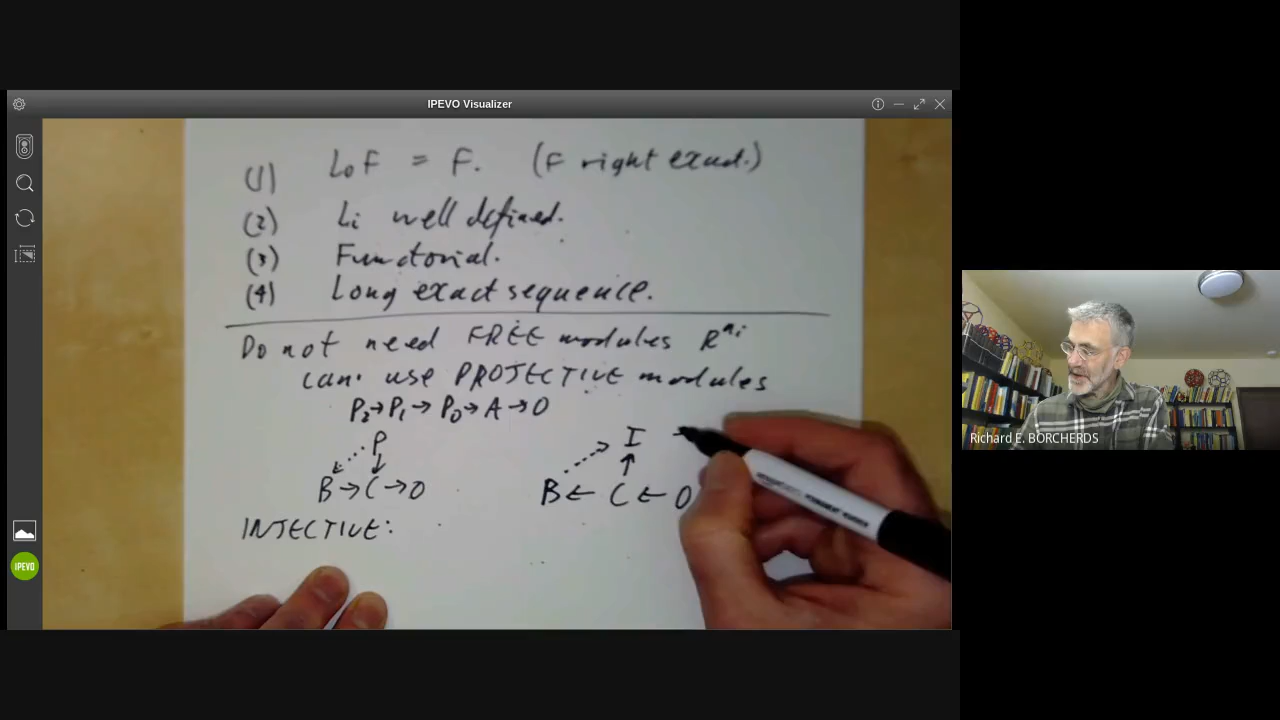 IPEVO Visualizer
(1) L₀F = F. (F right exact.)
(2) Li well defined.
(3) Functorial.
(4) Long exact sequence.
Do not need FREE modules R^ni
can use PROJECTIVE modules
P₂→P₁→P₀→A→0
P
I
B→C→0
B←C←0
INJECTIVE:
IPEVO
Richard E. BORCHERDS